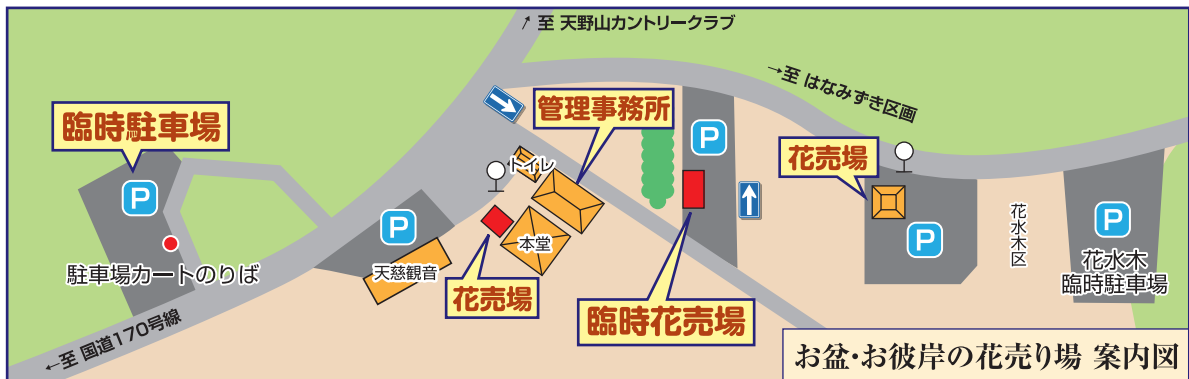 ↗至 天野山カントリークラブ
→至 はなみずき区画
臨時駐車場
P
駐車場カートのりば
←至 国道170号線
P
天慈観音
トイレ
管理事務所
本堂
花売場
P
臨時花売場
花売場
P
花水木区
P
花水木
臨時駐車場
お盆・お彼岸の花売り場 案内図